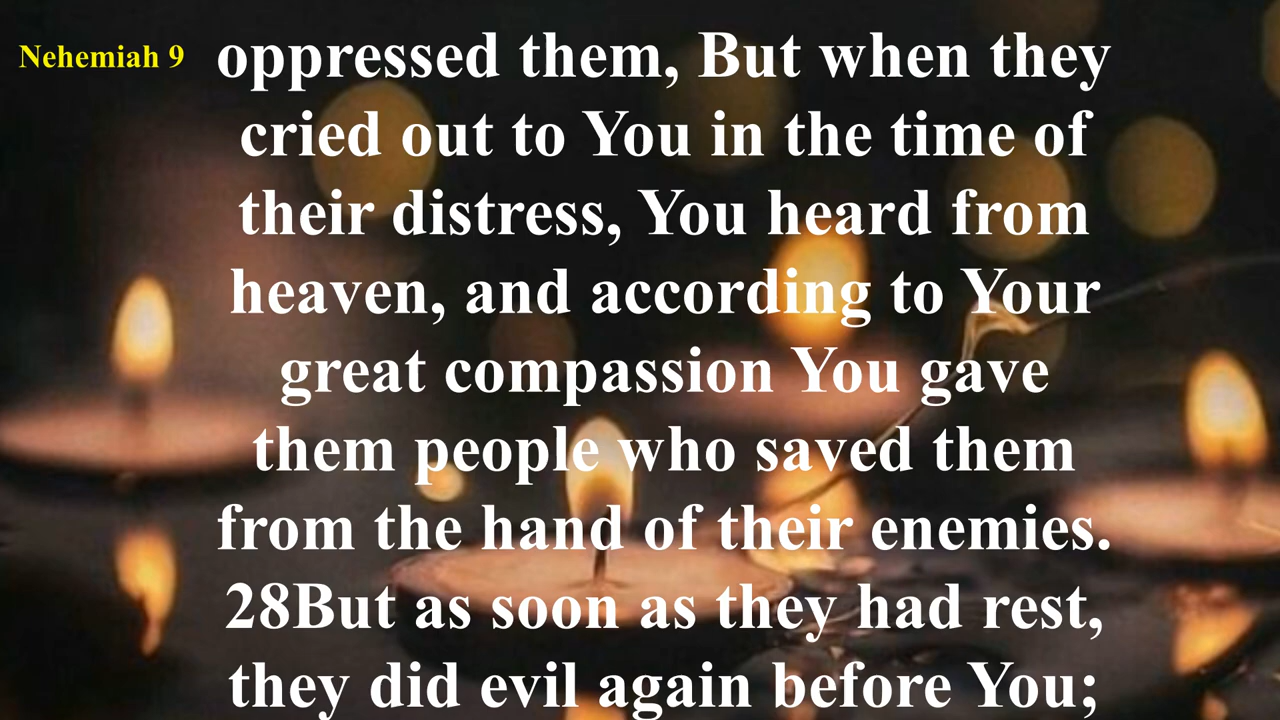 Nehemiah 9
oppressed them, But when they
cried out to You in the time of
their distress, You heard from
heaven, and according to Your
great compassion You gave
them people who saved them
from the hand of their enemies.
28But as soon as they had rest,
they did evil again before You;